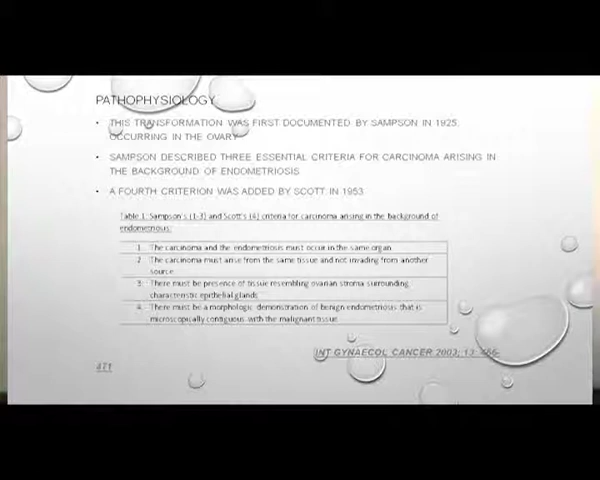 PATHOPHYSIOLOGY
• THIS TRANSFORMATION WAS FIRST DOCUMENTED BY SAMPSON IN 1925, OCCURRING IN THE OVARY
• SAMPSON DESCRIBED THREE ESSENTIAL CRITERIA FOR CARCINOMA ARISING IN
THE BACKGROUND OF ENDOMETRIOSIS
• A FOURTH CRITERION WAS ADDED BY SCOTT IN 1953
Table 1: Sampson's (1-3) and Scott's (4) criteria for carcinoma arising in the background of
endometriosis:
1. The carcinoma and the endometriosis must occur in the same organ
2. The carcinoma must arise from the same tissue and not invading from another
source
3. There must be presence of tissue resembling ovarian stroma surrounding
characteristic epithelial glands
4. There must be a morphologic demonstration of benign endometriosis that is
microscopically contiguous with the malignant tissue
INT GYNAECOL CANCER 2003; 13: 466-
471